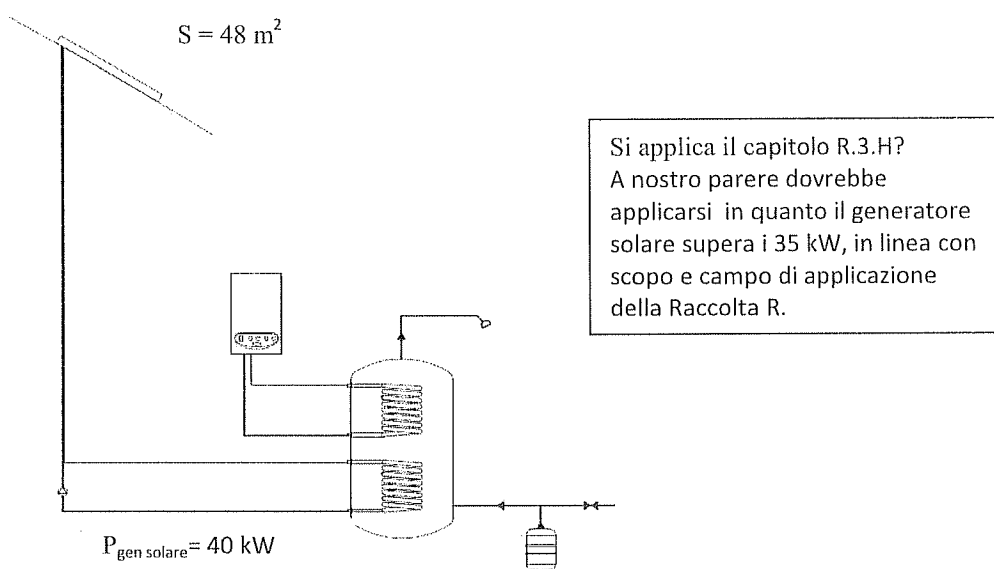 S = 48 m²
Si applica il capitolo R.3.H?
A nostro parere dovrebbe
applicarsi in quanto il generatore
solare supera i 35 kW, in linea con
scopo e campo di applicazione
della Raccolta R.
P gen solare= 40 kW